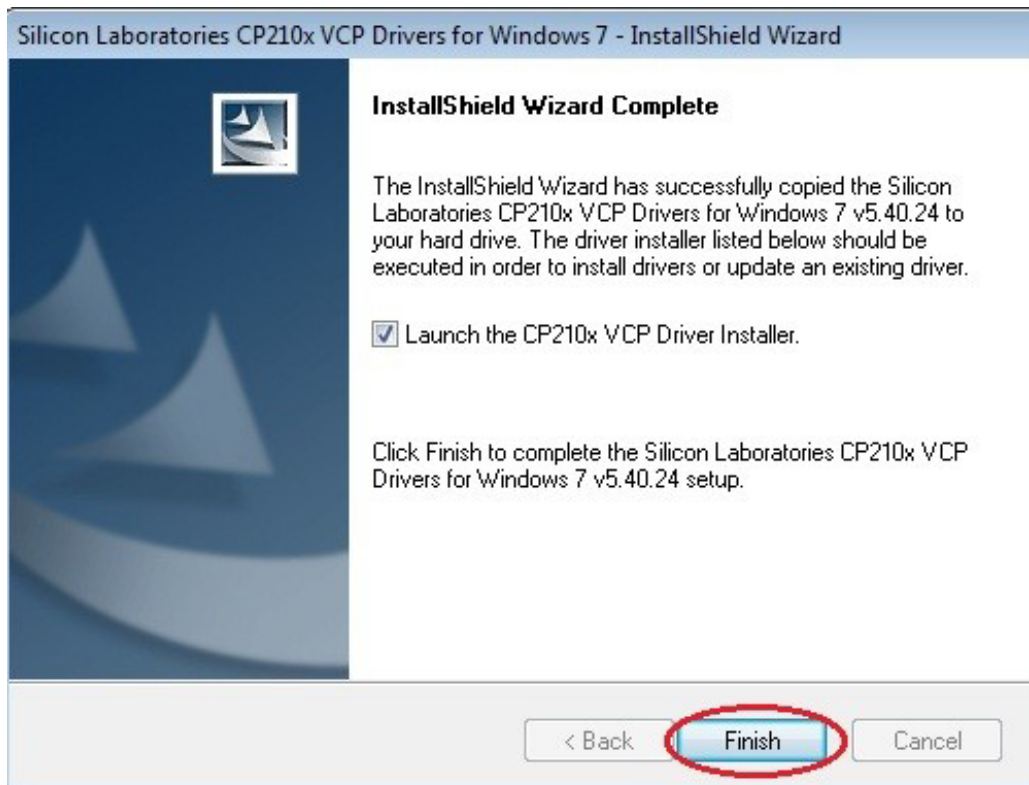 Silicon Laboratories CP210x VCP Drivers for Windows 7 - InstallShield Wizard
InstallShield Wizard Complete
The InstallShield Wizard has successfully copied the Silicon
Laboratories CP210x VCP Drivers for Windows 7 v5.40.24 to
your hard drive. The driver installer listed below should be
executed in order to install drivers or update an existing driver.
Launch the CP210x VCP Driver Installer.
Click Finish to complete the Silicon Laboratories CP210x VCP
Drivers for Windows 7 v5.40.24 setup.
< Back Finish Cancel